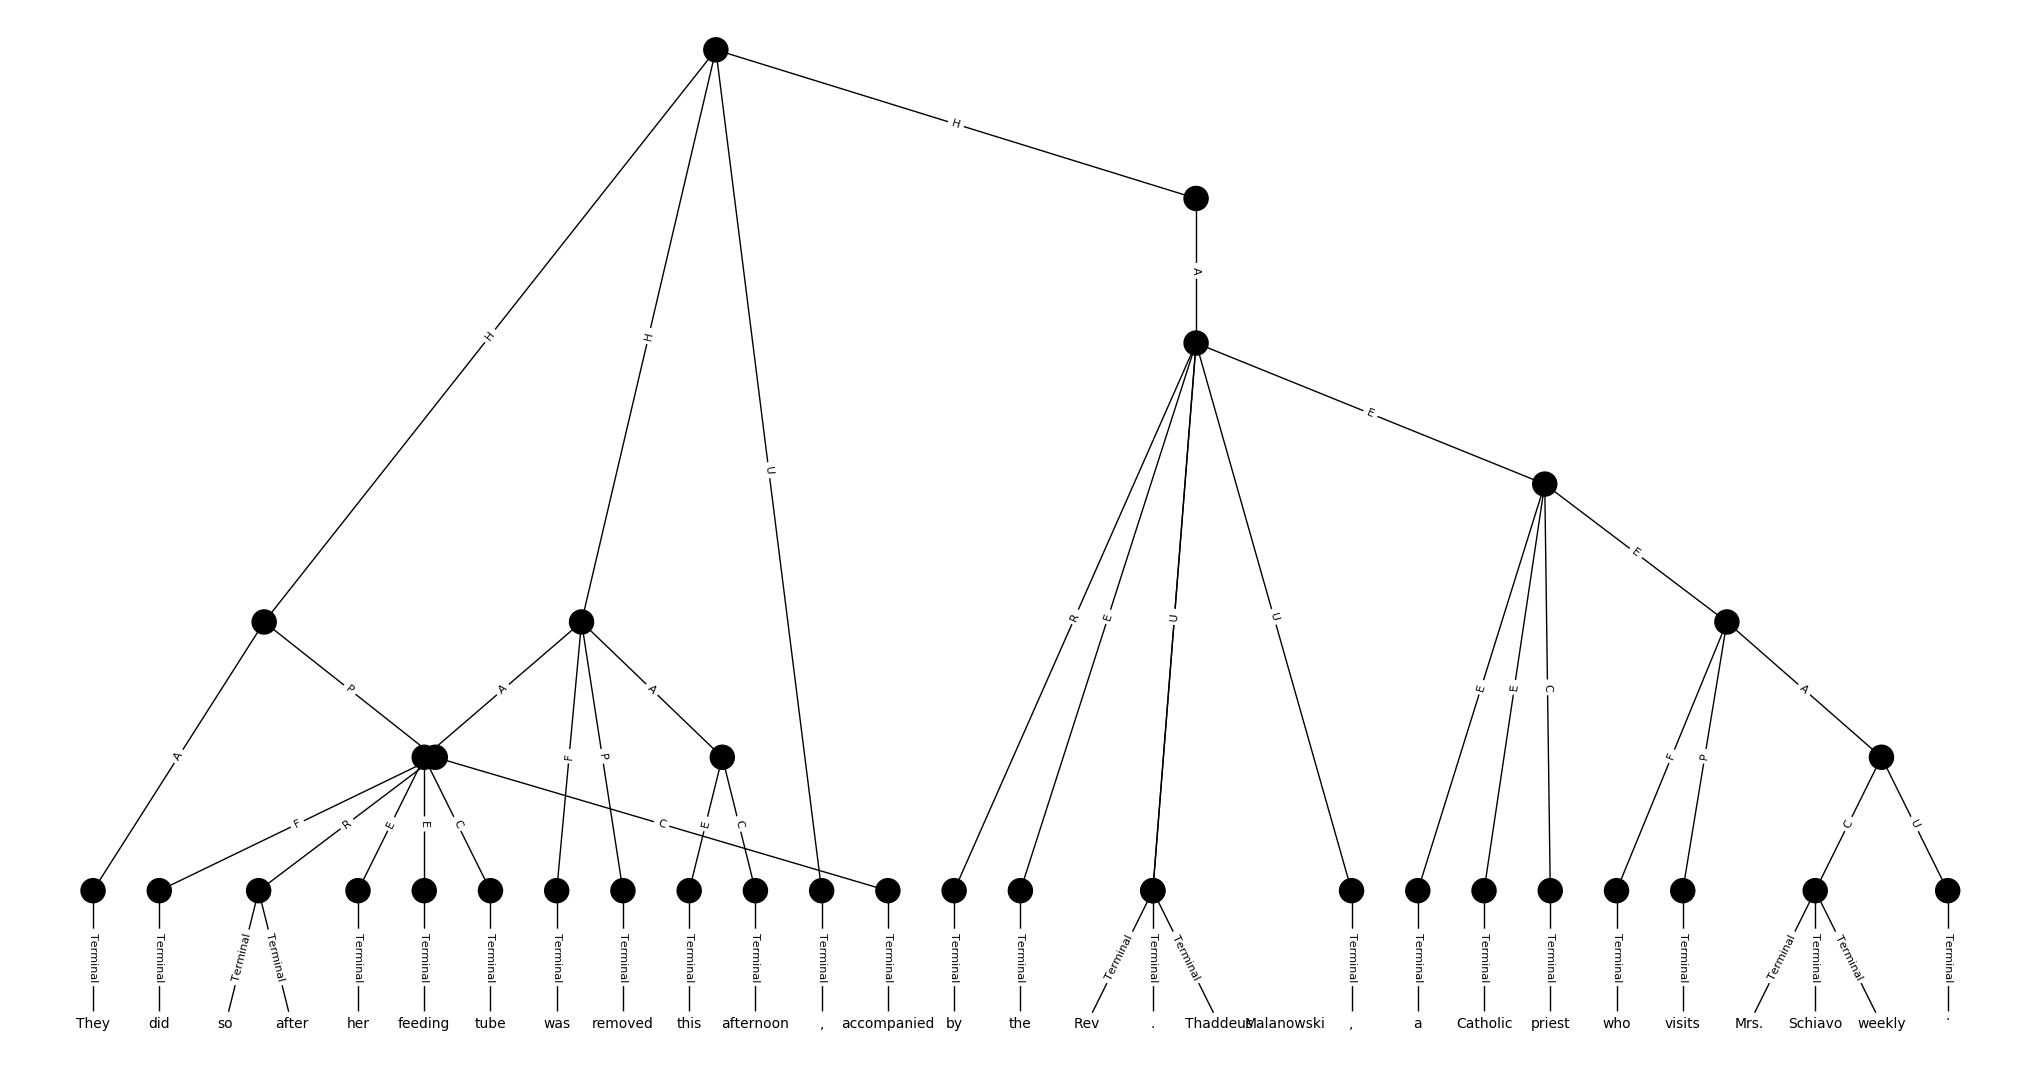 H
A
H
E
H
U
E
R
E
U
U
P
A
A
E
E
C
A
A
F
P
F
P
F
R
E
E
C
C
E
C
C
U
Terminal Terminal Terminal Terminal Terminal Terminal Terminal Terminal Terminal Terminal Terminal Terminal Terminal Terminal Terminal Terminal Terminal Terminal Terminal Terminal Terminal Terminal Terminal Terminal Terminal Terminal Terminal Terminal
They did so after her feeding tube was removed this afternoon , accompanied by the Rev . Thaddeus Malanowski , a Catholic priest who visits Mrs. Schiavo weekly .